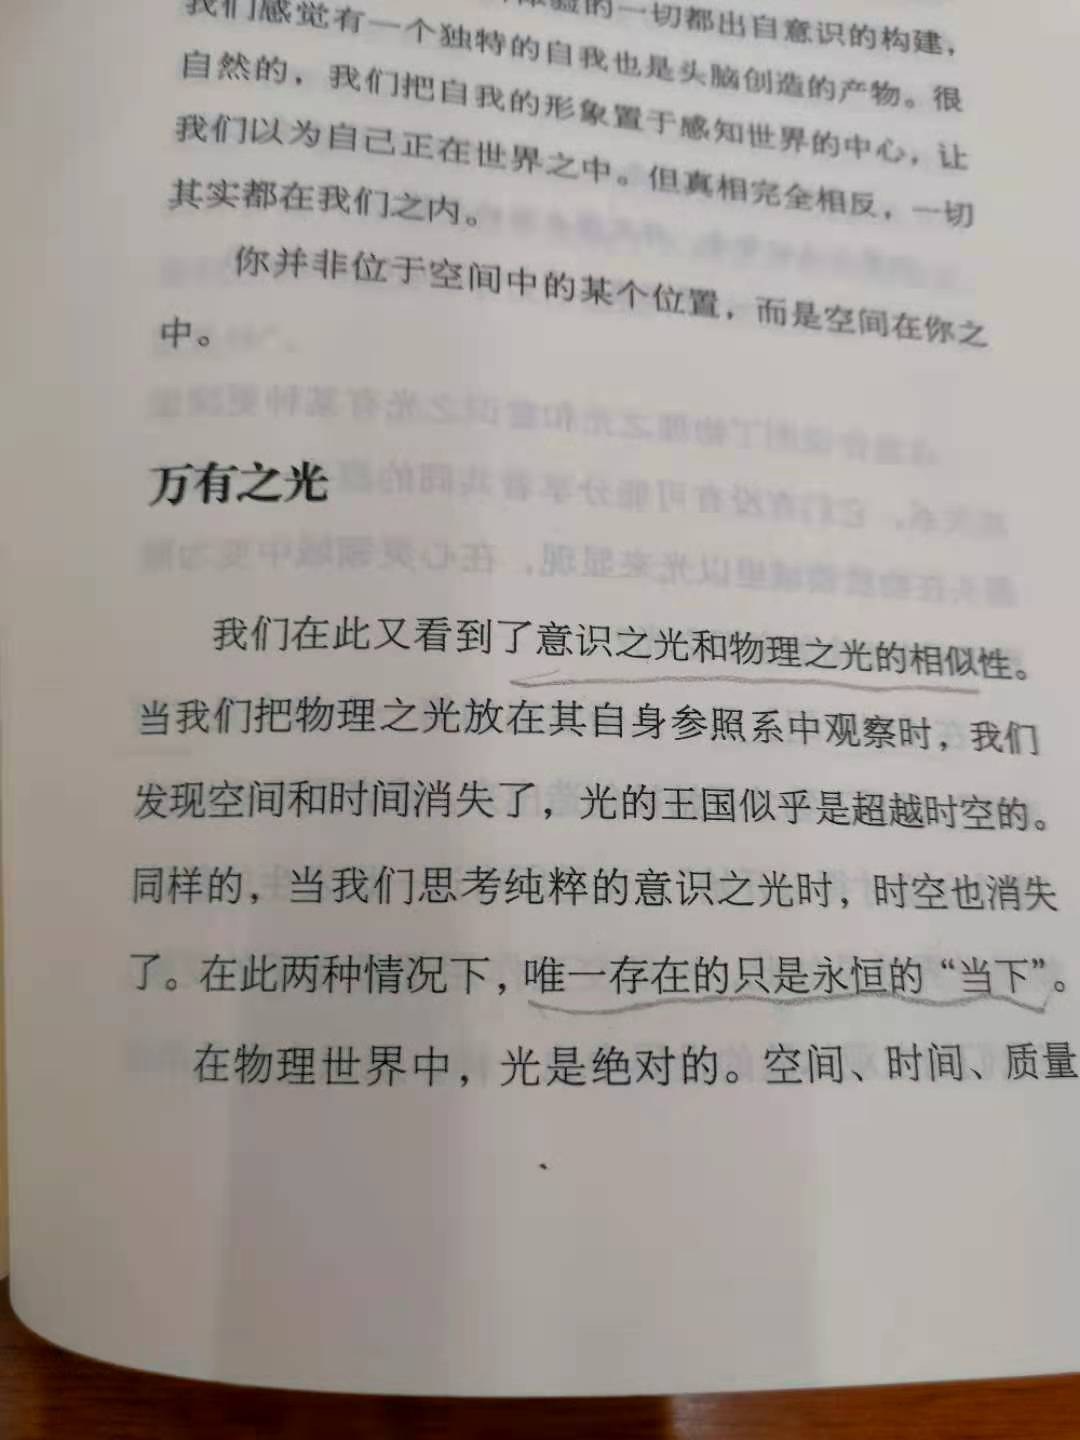 验的一切都出自意识的构建，
我们感觉有一个独特的自我也是头脑创造的产物。很
自然的，我们把自我的形象置于感知世界的中心，让
我们以为自己正在世界之中。但真相完全相反，一切
其实都在我们之内。
你并非位于空间中的某个位置，而是空间在你之
中。
万有之光
我们在此又看到了意识之光和物理之光的相似性。
当我们把物理之光放在其自身参照系中观察时，我们
发现空间和时间消失了，光的王国似乎是超越时空的。
同样的，当我们思考纯粹的意识之光时，时空也消失
了。在此两种情况下，唯一存在的只是永恒的“当下”。
在物理世界中，光是绝对的。空间、时间、质量